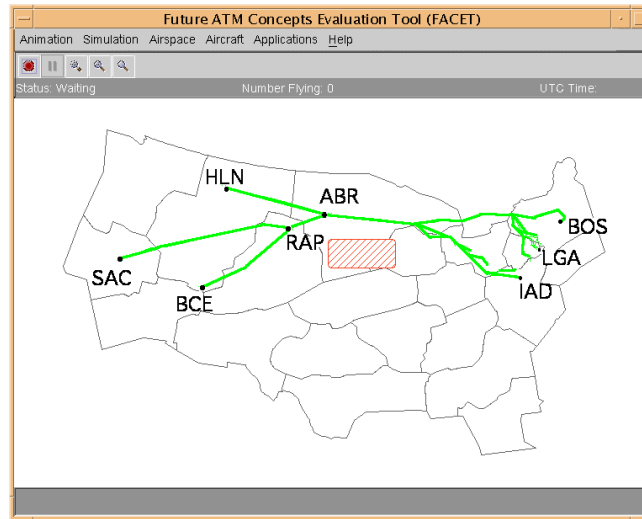 Future ATM Concepts Evaluation Tool (FACET)
Animation Simulation Airspace Aircraft Applications Help
Status: Waiting Number Flying: 0 UTC Time:
HLN
ABR
BOS
RAP
LGA
SAC
IAD
BCE